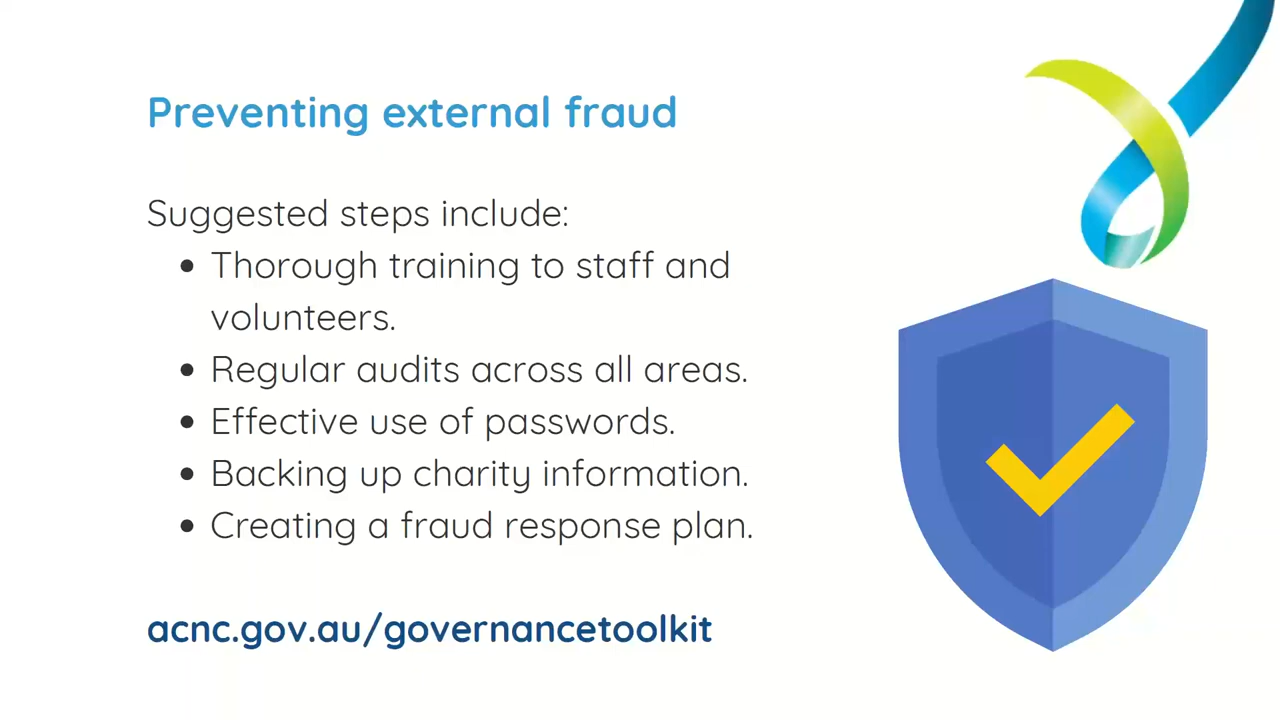 Preventing external fraud
Suggested steps include:
• Thorough training to staff and
volunteers.
• Regular audits across all areas.
• Effective use of passwords.
• Backing up charity information.
• Creating a fraud response plan.
acnc.gov.au/governancetoolkit